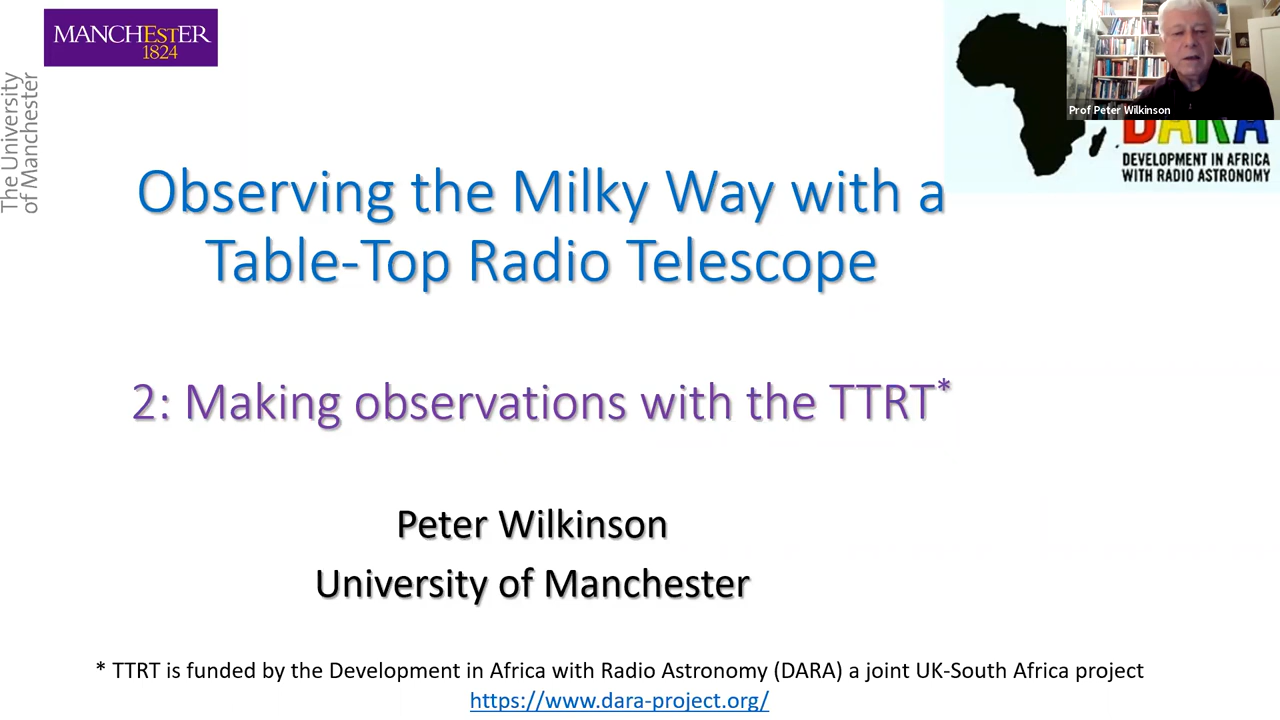 MANCHESTER
1824
The University
of Manchester
Prof Peter Wilkinson
DARA
DEVELOPMENT IN AFRICA
WITH RADIO ASTRONOMY
Observing the Milky Way with a
Table-Top Radio Telescope
2: Making observations with the TTRT*
Peter Wilkinson
University of Manchester
* TTRT is funded by the Development in Africa with Radio Astronomy (DARA) a joint UK-South Africa project
https://www.dara-project.org/